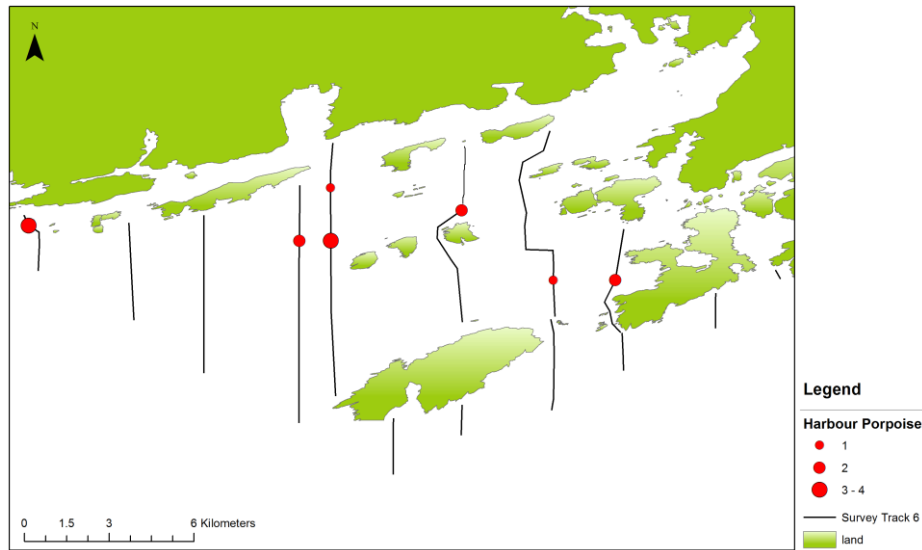 N
0 1.5 3 6 Kilometers
Legend
Harbour Porpoise
1
2
3 - 4
Survey Track 6
land